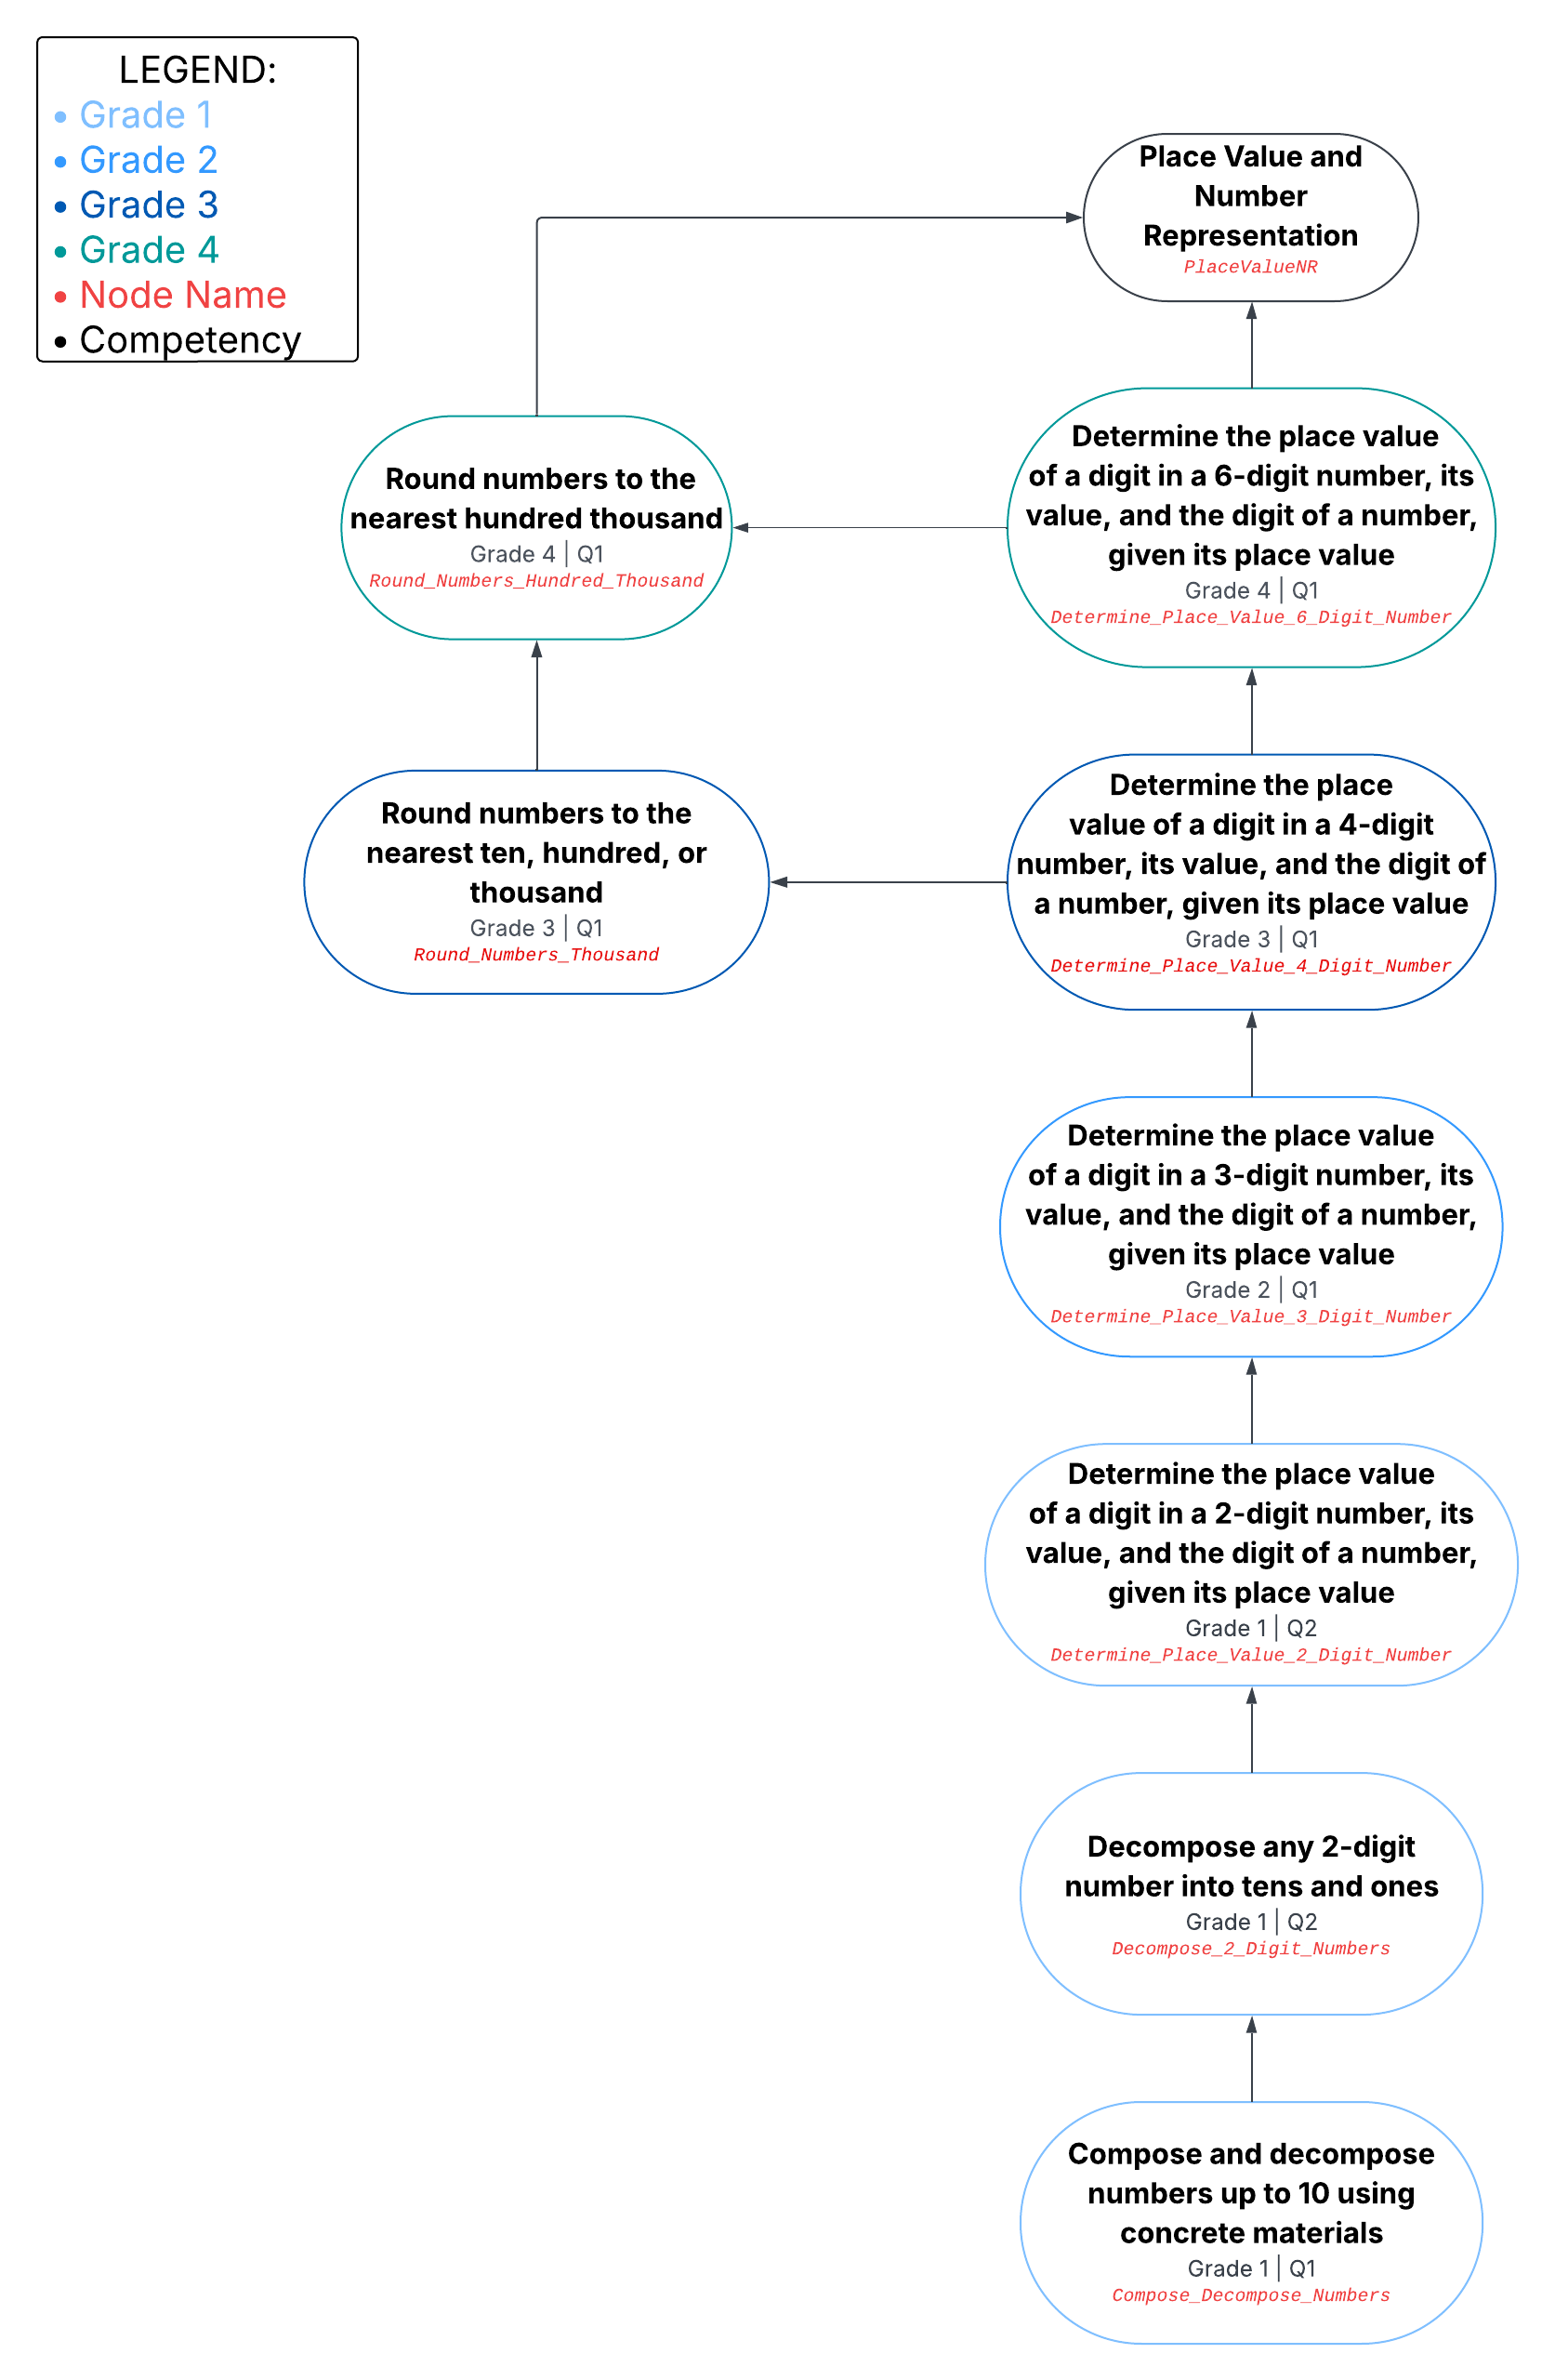 LEGEND:
• Grade 1
• Grade 2
• Grade 3
• Grade 4
• Node Name
• Competency
Place Value and
Number
Representation
PlaceValueNR
Round numbers to the
nearest hundred thousand
Grade 4 | Q1
Round_Numbers_Hundred_Thousand
Determine the place value
of a digit in a 6-digit number, its
value, and the digit of a number,
given its place value
Grade 4 | Q1
Determine_Place_Value_6_Digit_Number
Round numbers to the
nearest ten, hundred, or
thousand
Grade 3 | Q1
Round_Numbers_Thousand
Determine the place
value of a digit in a 4-digit
number, its value, and the digit of
a number, given its place value
Grade 3 | Q1
Determine_Place_Value_4_Digit_Number
Determine the place value
of a digit in a 3-digit number, its
value, and the digit of a number,
given its place value
Grade 2 | Q1
Determine_Place_Value_3_Digit_Number
Determine the place value
of a digit in a 2-digit number, its
value, and the digit of a number,
given its place value
Grade 1 | Q2
Determine_Place_Value_2_Digit_Number
Decompose any 2-digit
number into tens and ones
Grade 1 | Q2
Decompose_2_Digit_Numbers
Compose and decompose
numbers up to 10 using
concrete materials
Grade 1 | Q1
Compose_Decompose_Numbers